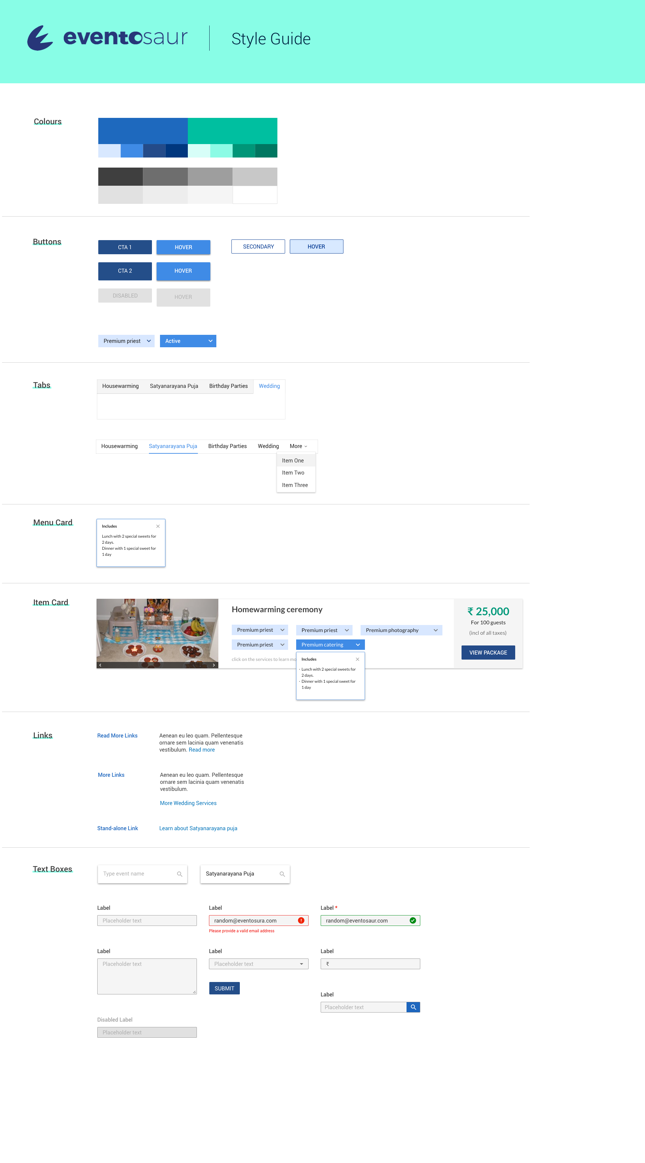 eventosaur
Style Guide
Colours
Buttons
CTA 1
HOVER
SECONDARY
HOVER
CTA 2
HOVER
DISABLED
HOVER
Premium priest
Active
Tabs
Housewarming Satyanarayana Puja Birthday Parties Wedding
Housewarming Satyanarayana Puja Birthday Parties Wedding More
Item One
Item Two
Item Three
Menu Card
Includes
Lunch with 2 special sweets for
2 days
Dinner with 1 special sweet for
1 day
Item Card
Homewarming ceremony
Premium priest
Premium priest
Premium photography
Premium priest
Premium catering
click on the services to learn
Includes
Lunch with 2 special sweets for
2 days.
Dinner with 1 special sweet for
1 day
₹ 25,000
For 100 guests
(incl of all taxes)
VIEW PACKAGE
Links
Read More Links
Aenean eu leo quam. Pellentesque
ornare sem lacinia quam venenatis
vestibulum. Read more
More Links
Aenean eu leo quam. Pellentesque
ornare sem lacinia quam venenatis
vestibulum.
More Wedding Services
Stand-alone Link
Learn about Satyanarayana puja
Text Boxes
Type event name
Satyanarayana Puja
Label
Placeholder text
Label
random@eventosura.com
Please provide a valid email address
Label *
random@eventosaur.com
Label
Placeholder text
Label
Placeholder text
Label
₹
SUBMIT
Label
Placeholder text
Disabled Label
Placeholder text